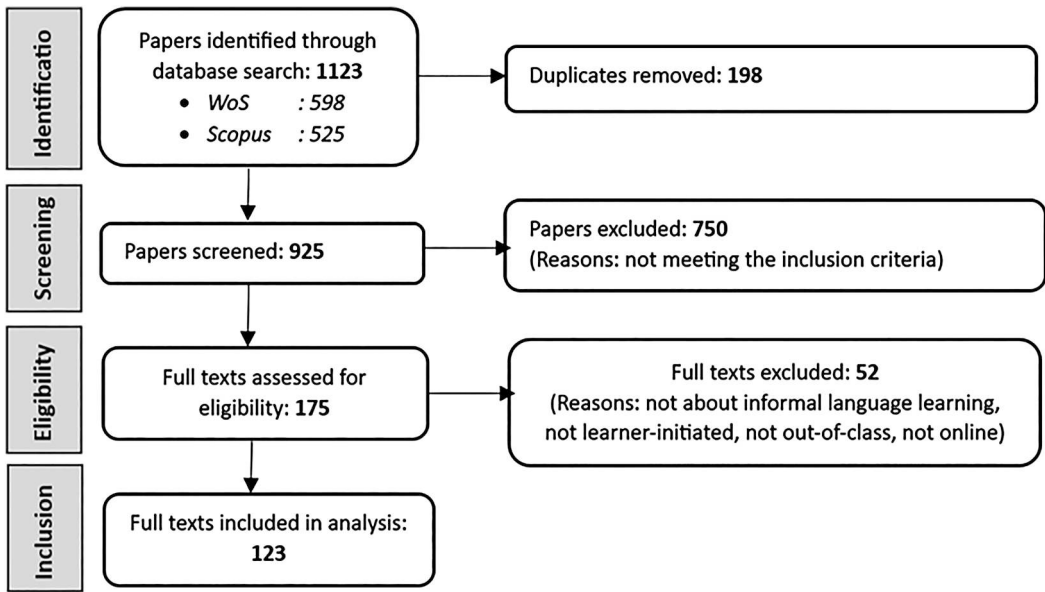 Identificatio
Papers identified through
database search: 1123
• WoS : 598
• Scopus : 525
Duplicates removed: 198
Screening
Papers screened: 925
Papers excluded: 750
(Reasons: not meeting the inclusion criteria)
Eligibility
Full texts assessed for
eligibility: 175
Full texts excluded: 52
(Reasons: not about informal language learning,
not learner-initiated, not out-of-class, not online)
Inclusion
Full texts included in analysis:
123